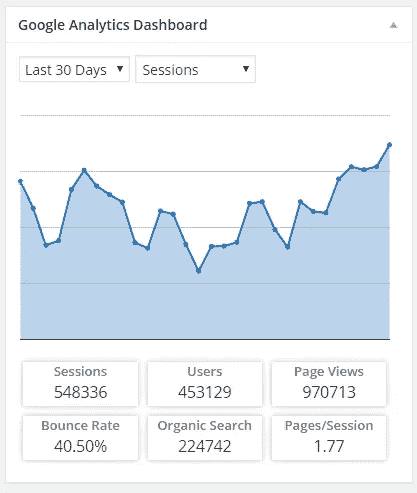 Google Analytics Dashboard
Last 30 Days Sessions
Sessions Users Page Views
548336 453129 970713
Bounce Rate Organic Search Pages/Session
40.50% 224742 1.77